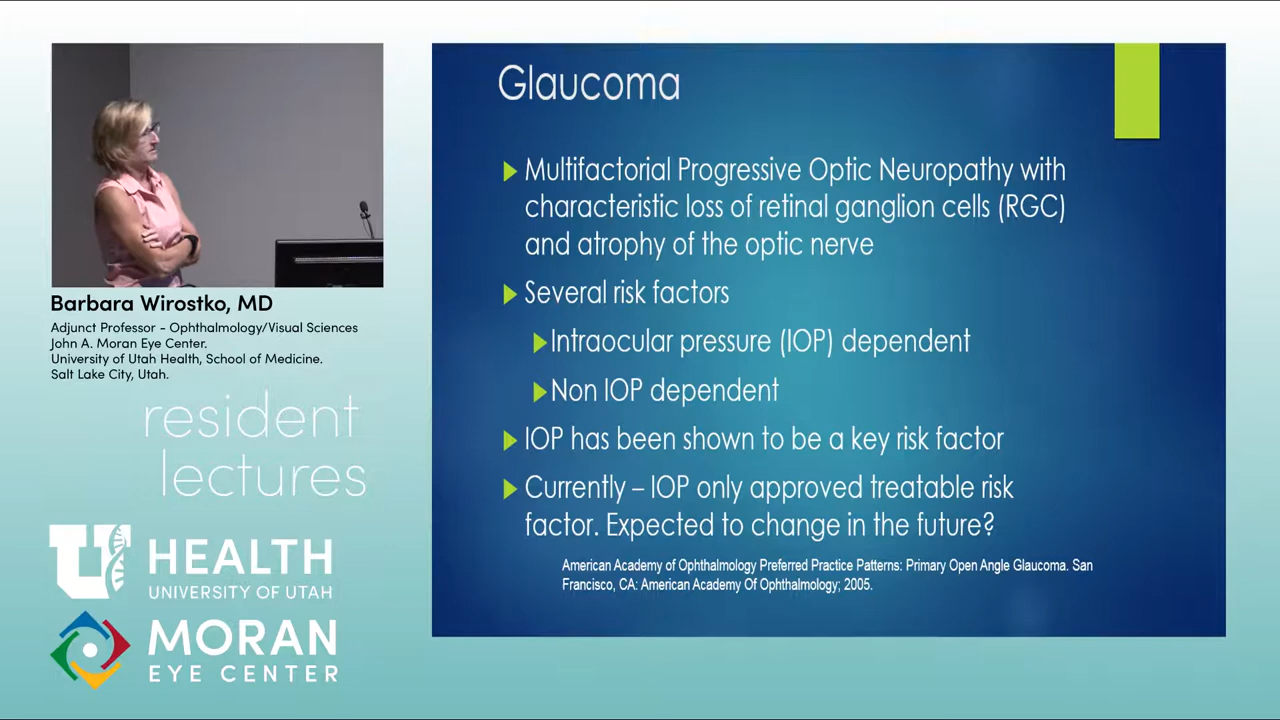 Barbara Wirostko, MD
Adjunct Professor - Ophthalmology/Visual Sciences
John A. Moran Eye Center.
University of Utah Health, School of Medicine.
Salt Lake City, Utah.
resident
lectures
U HEALTH
UNIVERSITY OF UTAH
MORAN
EYE CENTER
Glaucoma
Multifactorial Progressive Optic Neuropathy with
characteristic loss of retinal ganglion cells (RGC)
and atrophy of the optic nerve
Several risk factors
Intraocular pressure (IOP) dependent
Non IOP dependent
IOP has been shown to be a key risk factor
Currently – IOP only approved treatable risk
factor. Expected to change in the future?
American Academy of Ophthalmology Preferred Practice Patterns: Primary Open Angle Glaucoma. San
Francisco, CA: American Academy Of Ophthalmology; 2005.